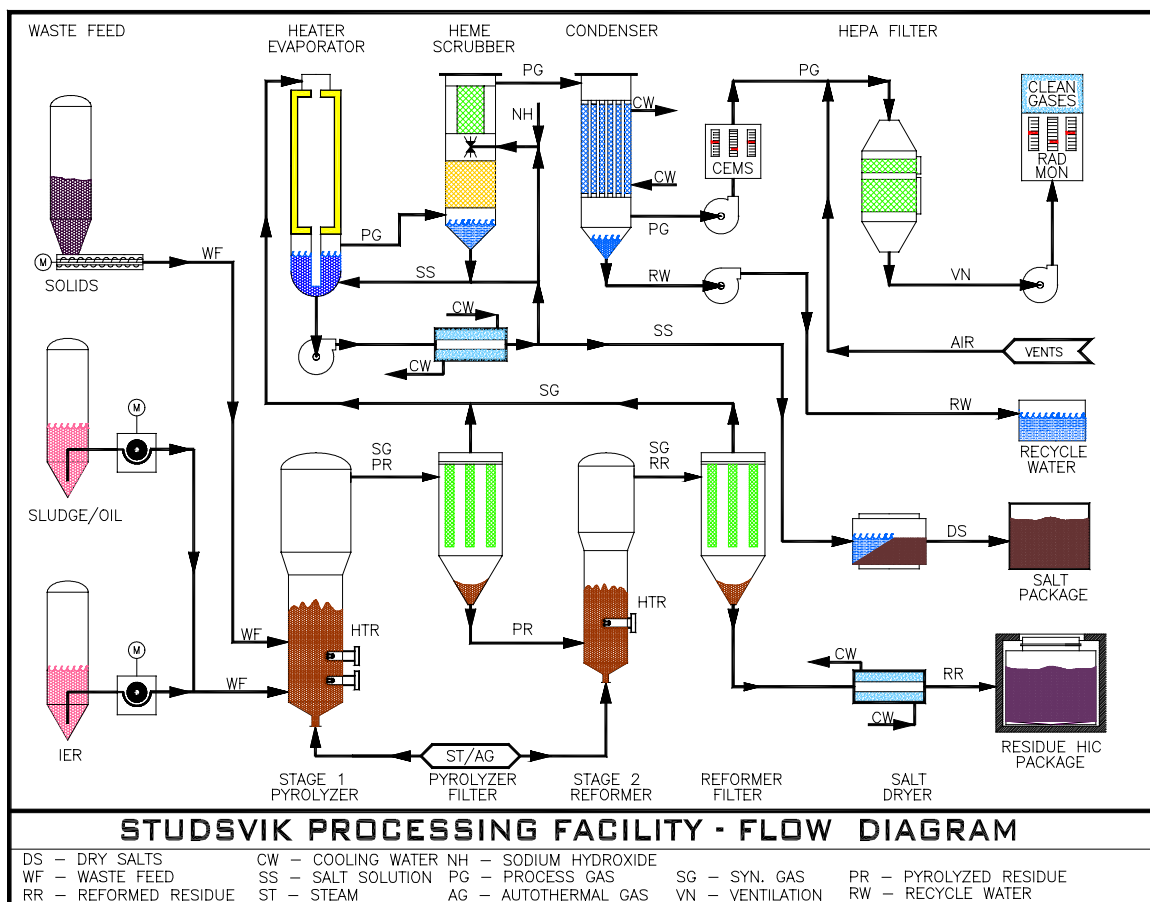 WASTE FEED
HEATER
EVAPORATOR
HEME
SCRUBBER
CONDENSER
HEPA FILTER
PG
PG
CW
NH
CLEAN
GASES
CEMS
RAD
MON
CW
PG
PG
WF
M
SOLIDS
SS
RW
VN
CW
SS
AIR
VENTS
CW
SG
RW
M
RECYCLE
WATER
SG
PR
SG
RR
SLUDGE/OIL
DS
SALT
PACKAGE
HTR
HTR
WF
PR
M
WF
CW
RR
CW
IER
ST/AG
RESIDUE HIC
PACKAGE
STAGE 1
PYROLYZER
PYROLYZER
FILTER
STAGE 2
REFORMER
REFORMER
FILTER
SALT
DRYER
STUDSVIK PROCESSING FACILITY - FLOW DIAGRAM
DS – DRY SALTS CW – COOLING WATER NH – SODIUM HYDROXIDE
WF – WASTE FEED SS – SALT SOLUTION PG – PROCESS GAS SG – SYN. GAS PR – PYROLYZED RESIDUE
RR – REFORMED RESIDUE ST – STEAM AG – AUTOTHERMAL GAS VN – VENTILATION RW – RECYCLE WATER